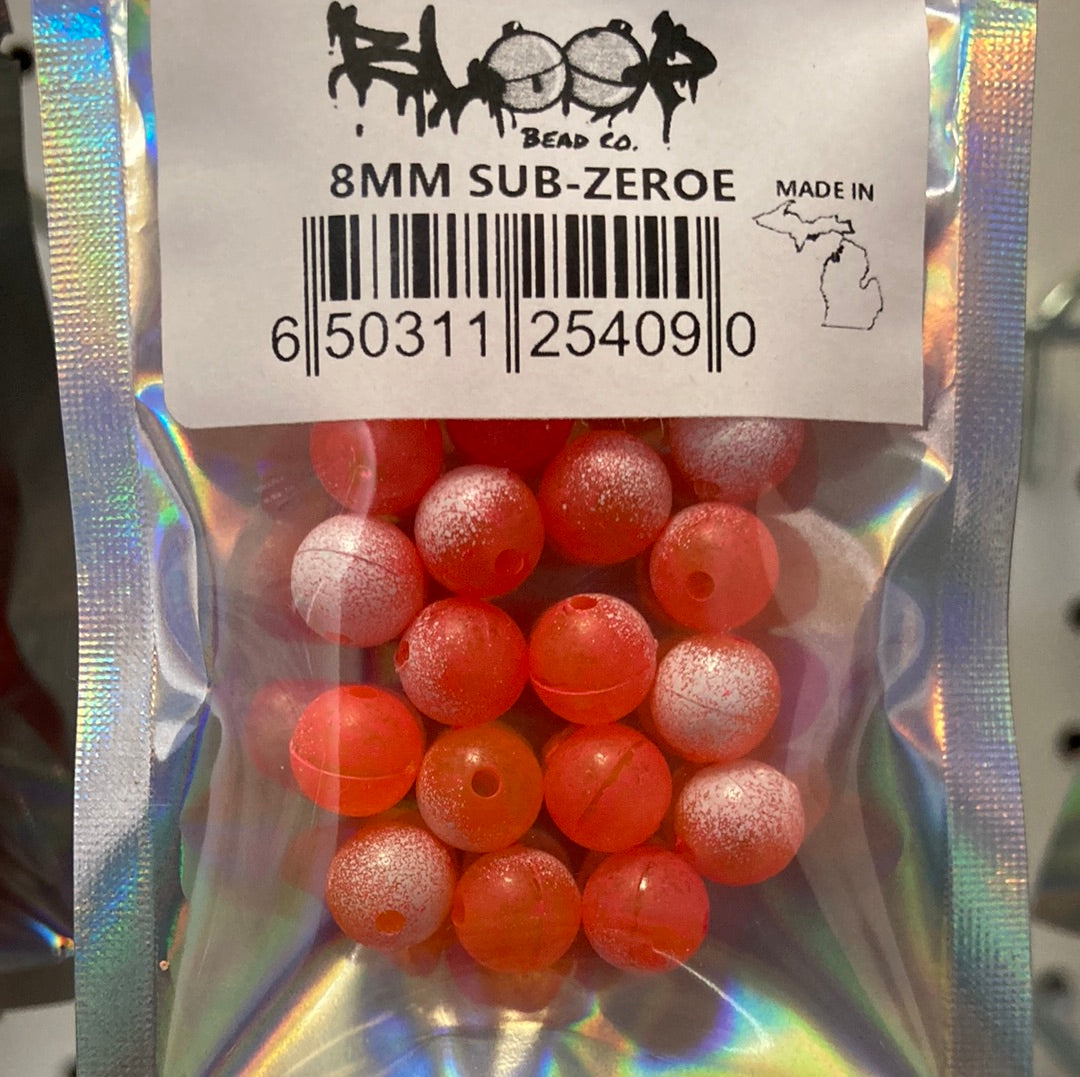 BLOOP
BEAD CO.
8MM SUB-ZEROE
MADE IN
6 50311 25409 0